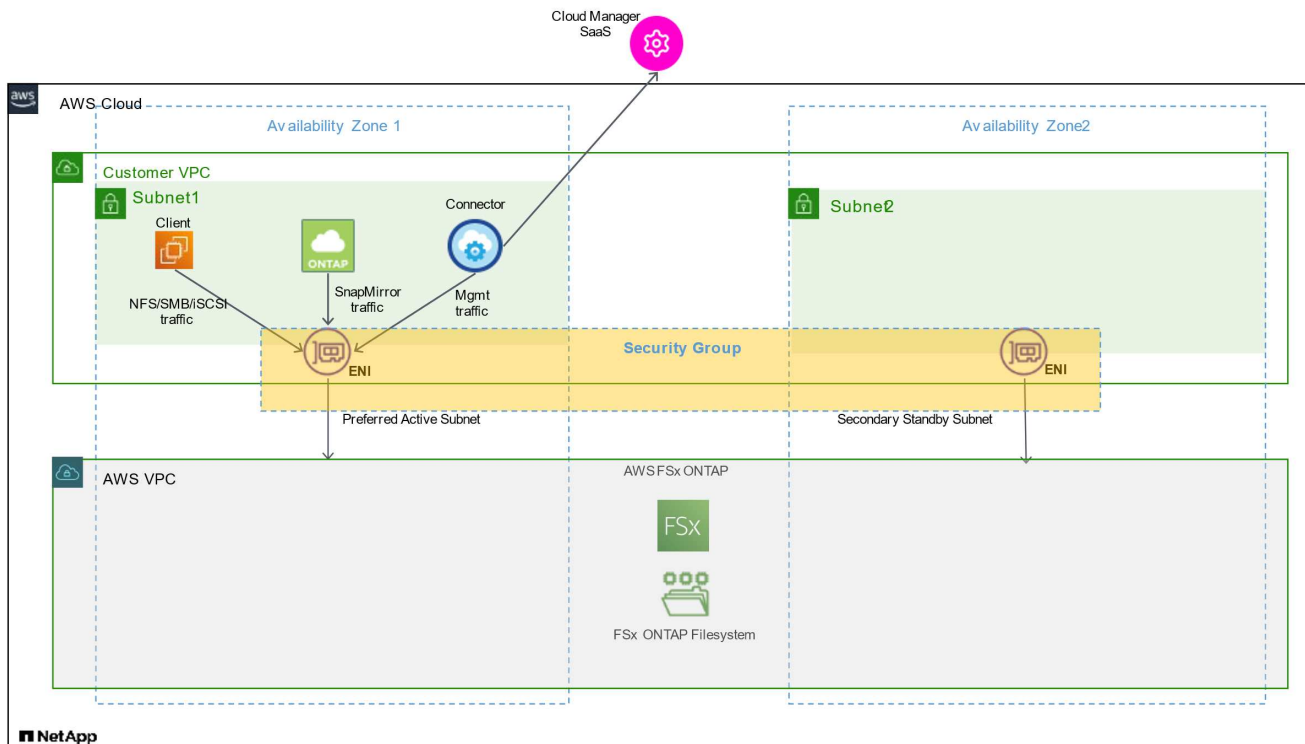 Cloud Manager
SaaS
aws
AWS Cloud
Availability Zone 1
Availability Zone2
Customer VPC
Subnet1
Subnet2
Client
Connector
ONTAP
NFS/SMB/iSCSI
traffic
SnapMirror
traffic
Mgmt
traffic
Security Group
ENI
ENI
Preferred Active Subnet
Secondary Standby Subnet
AWS VPC
AWS FSx ONTAP
FSx
FSx ONTAP Filesystem
NetApp